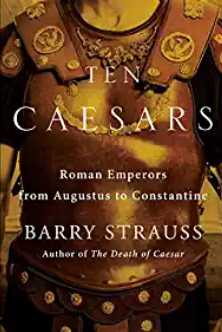 TEN
CAESARS
Roman Emperors
from Augustus to Constantine
BARRY STRAUSS
Author of The Death of Caesar